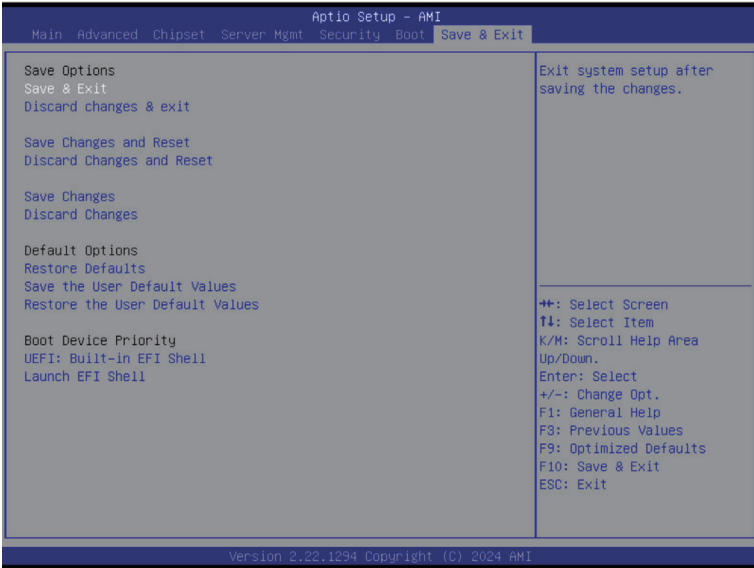 Aptio Setup – AMI
Main Advanced Chipset Server Mgmt Security Boot Save & Exit
Save Options
Save & Exit
Discard changes & exit
Save Changes and Reset
Discard Changes and Reset
Save Changes
Discard Changes
Default Options
Restore Defaults
Save the User Default Values
Restore the User Default Values
Boot Device Priority
UEFI: Built-in EFI Shell
Launch EFI Shell
Exit system setup after
saving the changes.
→←: Select Screen
↑↓: Select Item
K/M: Scroll Help Area
Up/Down.
Enter: Select
+/-: Change Opt.
F1: General Help
F3: Previous Values
F9: Optimized Defaults
F10: Save & Exit
ESC: Exit
Version 2.22.1294 Copyright (C) 2024 AMI